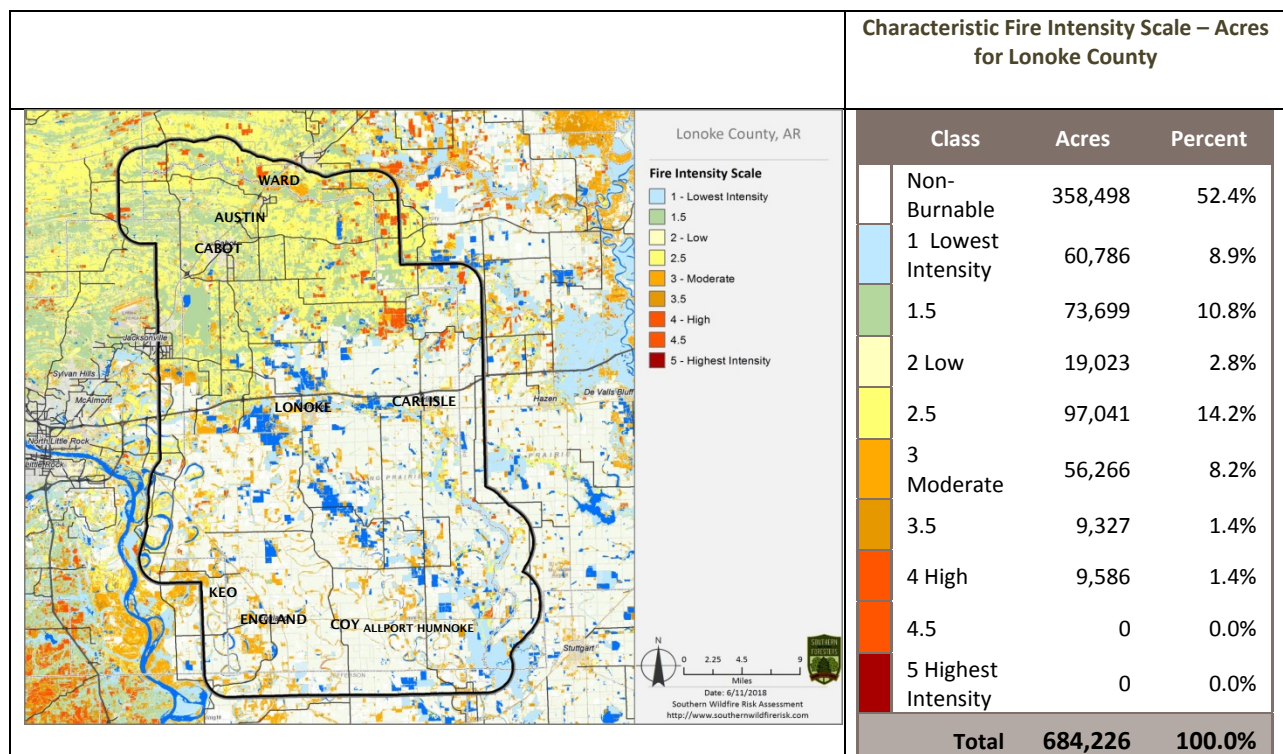 Characteristic Fire Intensity Scale – Acres
for Lonoke County
Lonoke County, AR
Fire Intensity Scale
1 - Lowest Intensity
1.5
2 - Low
2.5
3 - Moderate
3.5
4 - High
4.5
5 - Highest Intensity
WARD
AUSTIN
CABOT
Jacksonville
Sylvan Hills
McAlmont
North Little Rock
LONOKE
CARLISLE
Hazen
De Valls Bluff
KEO
ENGLAND
COY
ALLPORT HUMNOKE
Stuttgart
N
0 2.25 4.5 9
Miles
Date: 6/11/2018
Southern Wildfire Risk Assessment
http://www.southernwildfirerisk.com
SOUTHERN
FORESTERS
Class Acres Percent
Non-
Burnable 358,498 52.4%
1 Lowest
Intensity 60,786 8.9%
1.5 73,699 10.8%
2 Low 19,023 2.8%
2.5 97,041 14.2%
3
Moderate 56,266 8.2%
3.5 9,327 1.4%
4 High 9,586 1.4%
4.5 0 0.0%
5 Highest
Intensity 0 0.0%
Total 684,226 100.0%